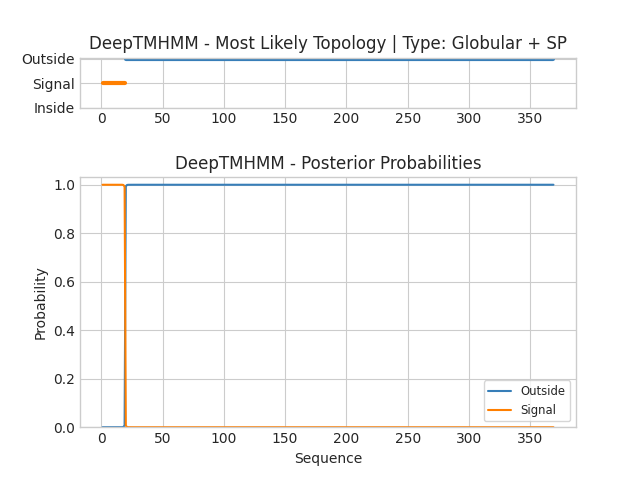 DeepTMHMM - Most Likely Topology | Type: Globular + SP
Outside
Signal
Inside
0 50 100 150 200 250 300 350
DeepTMHMM - Posterior Probabilities
1.0
0.8
0.6
0.4
0.2
0.0
Probability
Outside
Signal
0 50 100 150 200 250 300 350
Sequence